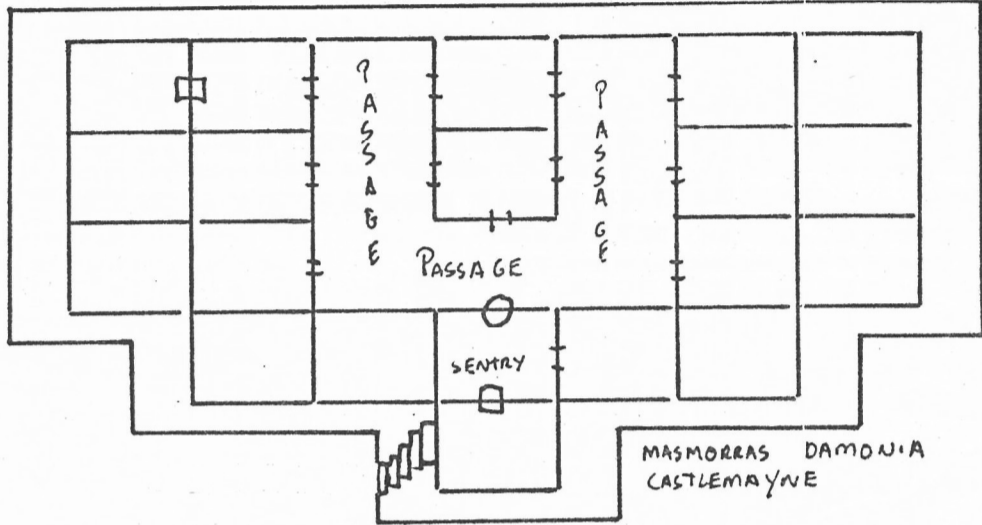 PASSAGE
PASSAGE
PASSAGE
SENTRY
MASMORRAS DAMONIA
CASTLEMAYNE